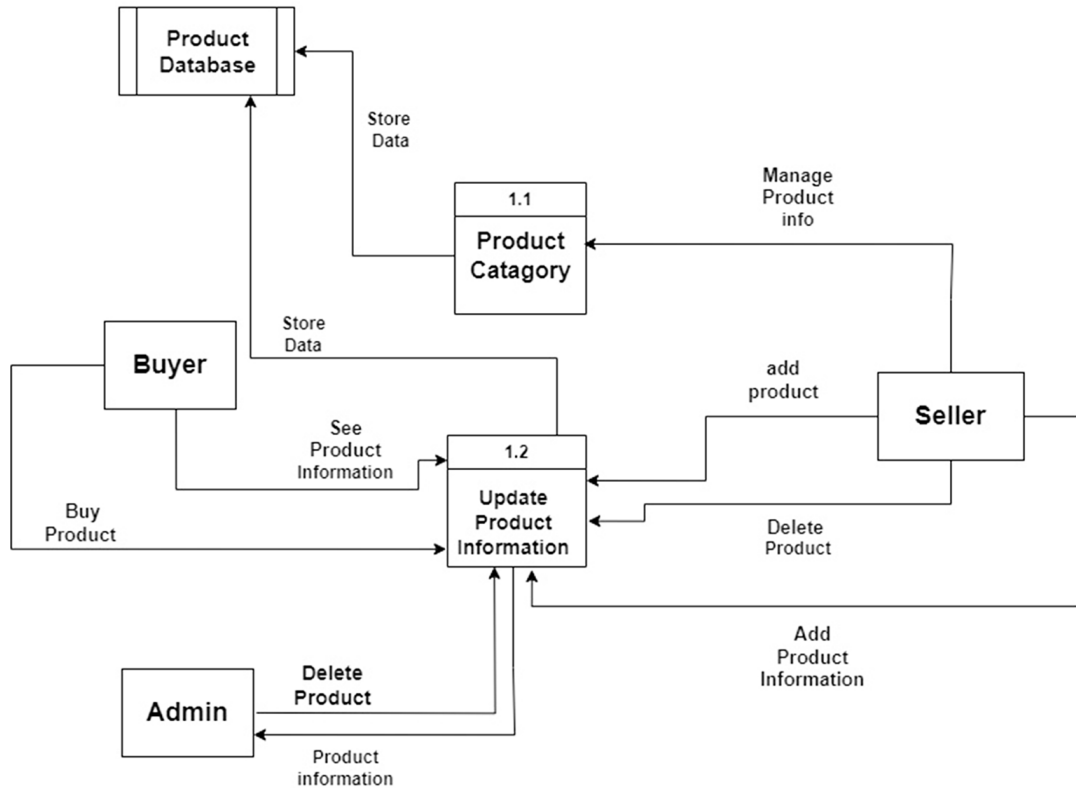 Product
Database
Store
Data
1.1
Product
Catagory
Manage
Product
info
Buyer
Store
Data
add
product
Seller
See
Product
Information
1.2
Update
Product
Information
Buy
Product
Delete
Product
Add
Product
Information
Admin
Delete
Product
Product
information